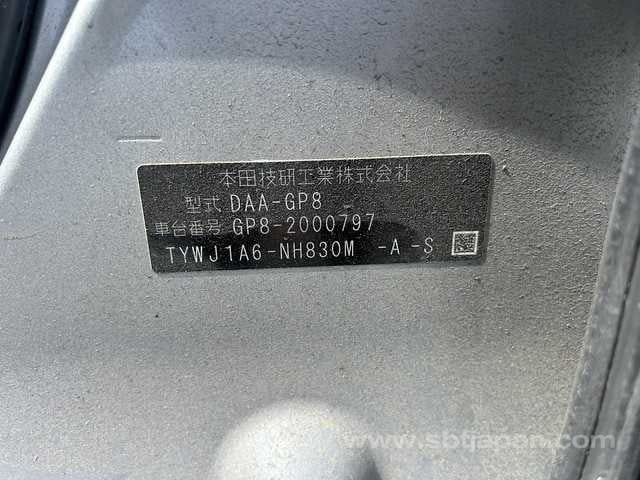 本田技研工業株式会社
型式 DAA-GP8
車台番号 GP8-2000797
TYWJ1A6-NH830M -A -S
www.sbtjapan.com